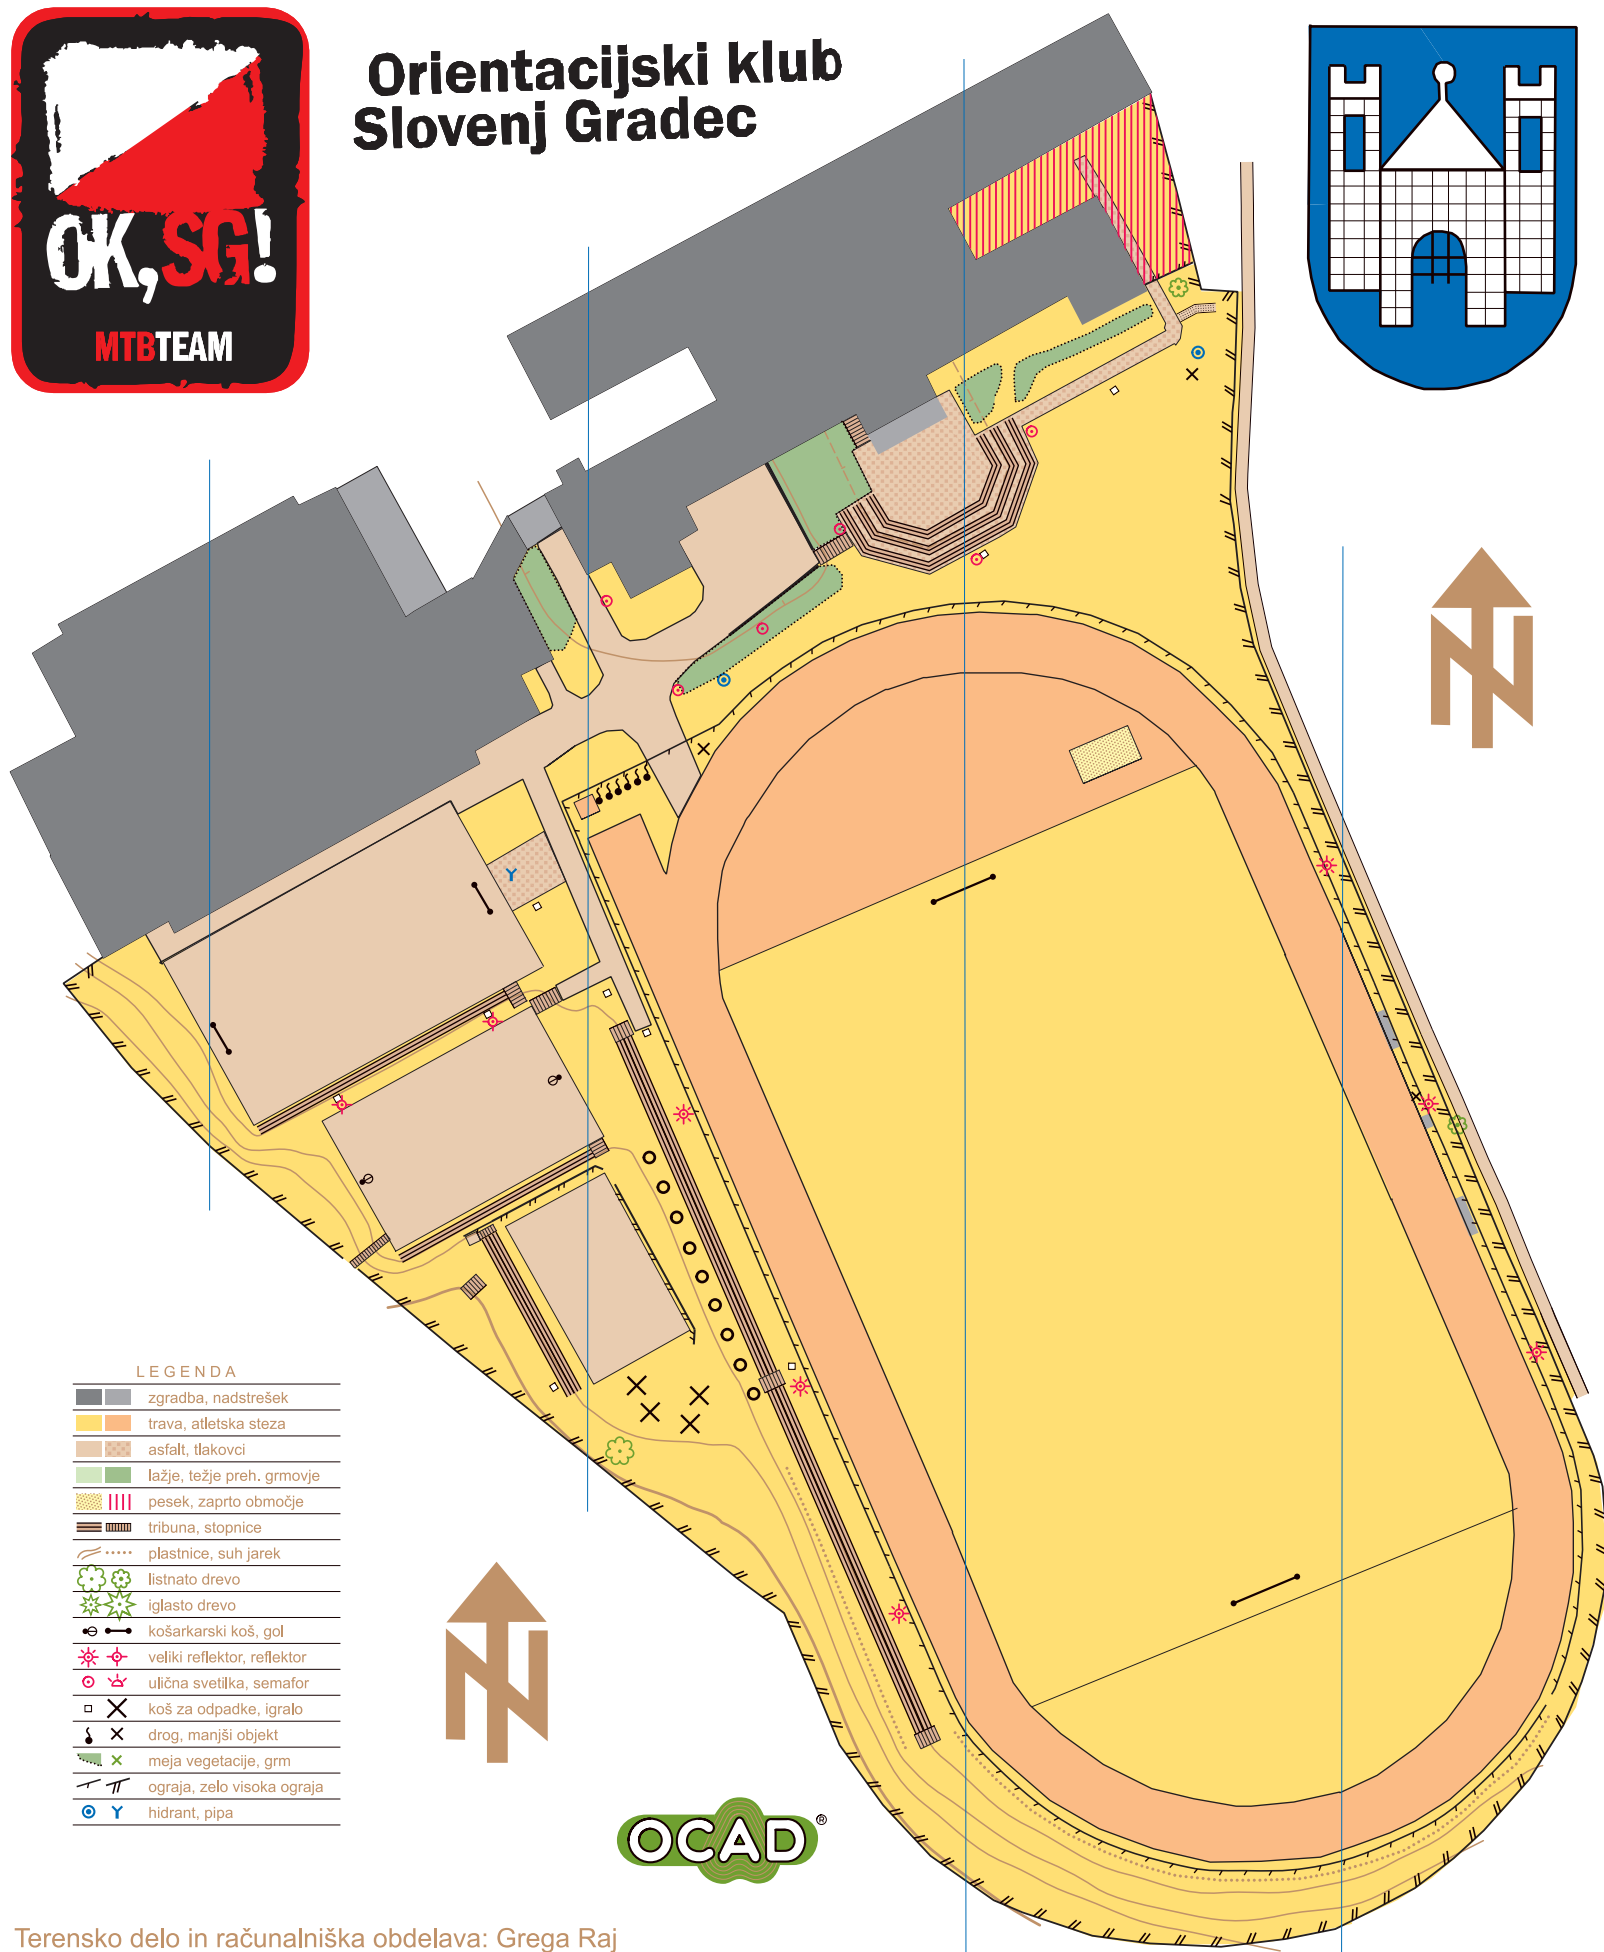 Orientacijski klub
Slovenj Gradec
OK,SG!
MTBTEAM
N
N
LEGENDA
zgradba, nadstrešek
trava, atletska steza
asfalt, tlakovci
lažje, težje preh. grmovje
pesek, zaprto območje
tribuna, stopnice
plastnice, suh jarek
listnato drevo
iglasto drevo
košarkarski koš, gol
veliki reflektor, reflektor
ulična svetilka, semafor
koš za odpadke, igralo
drog, manjši objekt
meja vegetacije, grm
ograja, zelo visoka ograja
hidrant, pipa
OCAD®
Terensko delo in računalniška obdelava: Grega Raj